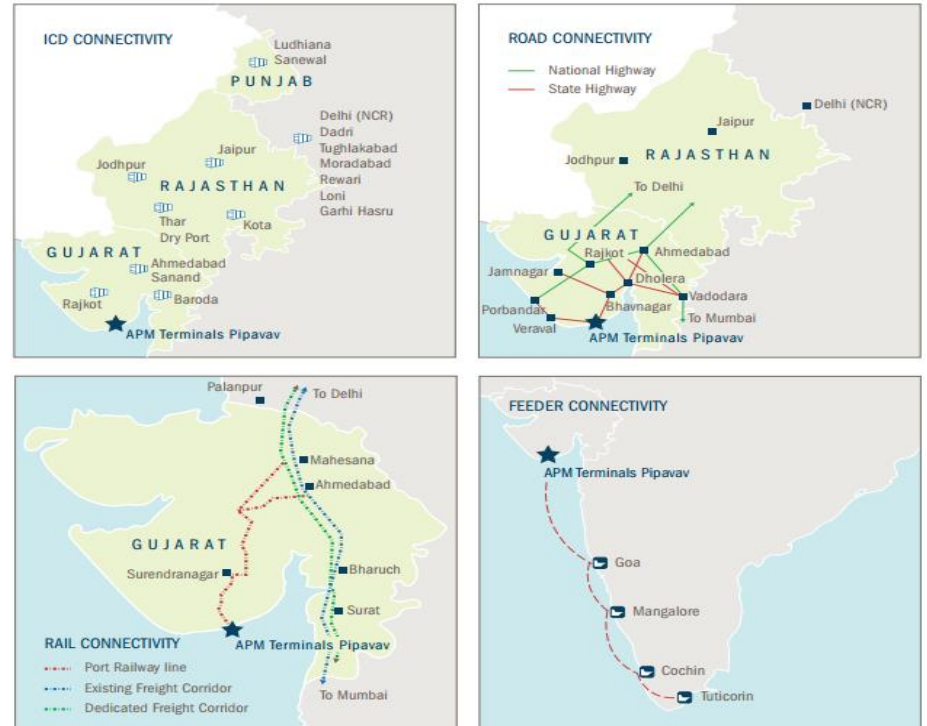 ICD CONNECTIVITY
Ludhiana
Sanewal
PUNJAB
Delhi (NCR)
Dadri
Tughlakabad
Moradabad
Rewari
Loni
Garhi Hasru
Jaipur
Jodhpur
RAJASTHAN
Thar
Dry Port
Kota
GUJARAT
Ahmedabad
Sanand
Rajkot
Baroda
APM Terminals Pipavav
ROAD CONNECTIVITY
National Highway
State Highway
Delhi (NCR)
Jaipur
Jodhpur
RAJASTHAN
To Delhi
GUJARAT
Rajkot
Ahmedabad
Jamnagar
Dholera
Vadodara
Bhavnagar
Porbandar
Veraval
To Mumbai
APM Terminals Pipavav
Palanpur
To Delhi
Mahesana
Ahmedabad
GUJARAT
Surendranagar
Bharuch
Surat
APM Terminals Pipavav
RAIL CONNECTIVITY
Port Railway line
Existing Freight Corridor
Dedicated Freight Corridor
To Mumbai
FEEDER CONNECTIVITY
APM Terminals Pipavav
Goa
Mangalore
Cochin
Tuticorin